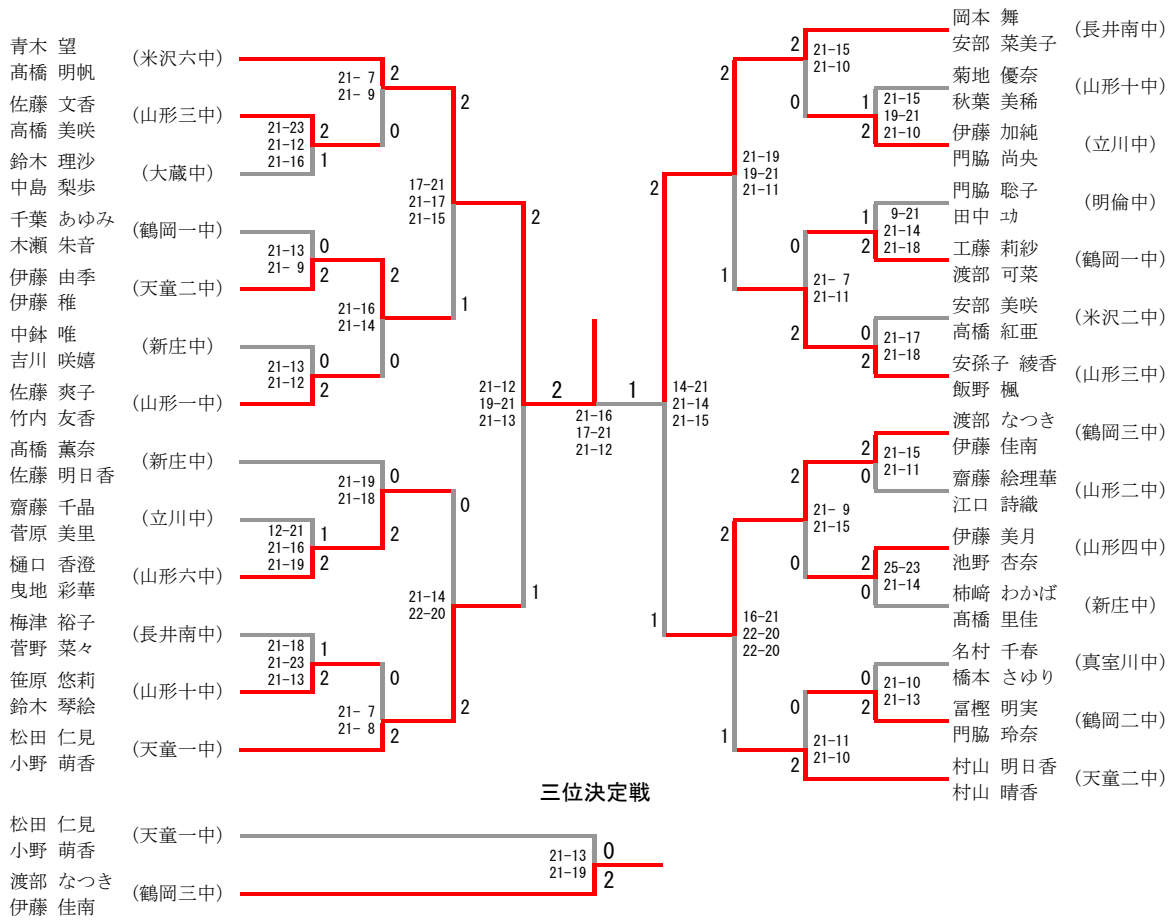 青木 望
髙橋 明帆
(米沢六中)
佐藤 文香
高橋 美咲
(山形三中)
鈴木 理沙
中島 梨歩
(大蔵中)
千葉 あゆみ
木瀬 朱音
(鶴岡一中)
伊藤 由季
伊藤 稚
(天童二中)
中鉢 唯
吉川 咲嬉
(新庄中)
佐藤 爽子
竹内 友香
(山形一中)
髙橋 薫奈
佐藤 明日香
(新庄中)
齋藤 千晶
菅原 美里
(立川中)
樋口 香澄
曳地 彩華
(山形六中)
梅津 裕子
菅野 菜々
(長井南中)
笹原 悠莉
鈴木 琴絵
(山形十中)
松田 仁見
小野 萌香
(天童一中)
21-23
21-12
21-16
2
1
21-13
21- 9
0
2
21-13
21-12
0
2
12-21
21-16
21-19
1
2
21-18
21-23
21-13
1
2
21- 7
21- 9
2
0
21-16
21-14
2
0
21-19
21-18
0
2
21- 7
21- 8
0
2
17-21
21-17
21-15
2
1
21-14
22-20
0
2
21-12
19-21
21-13
2
1
2
1
21-16
17-21
21-12
14-21
21-14
21-15
2
1
21-19
19-21
21-11
2
1
16-21
22-20
22-20
2
1
21-15
21-10
2
0
21- 7
21-11
0
2
21- 9
21-15
2
0
21-11
21-10
0
2
21-15
19-21
21-10
1
2
9-21
21-14
21-18
1
2
21-17
21-18
0
2
21-15
21-11
2
0
25-23
21-14
2
0
21-10
21-13
0
2
岡本 舞
安部 菜美子
(長井南中)
菊地 優奈
秋葉 美稀
(山形十中)
伊藤 加純
門脇 尚央
(立川中)
門脇 聡子
田中 ユカ
(明倫中)
工藤 莉紗
渡部 可菜
(鶴岡一中)
安部 美咲
高橋 紅亜
(米沢二中)
安孫子 綾香
飯野 楓
(山形三中)
渡部 なつき
伊藤 佳南
(鶴岡三中)
齋藤 絵理華
江口 詩織
(山形二中)
伊藤 美月
池野 杏奈
(山形四中)
柿﨑 わかば
髙橋 里佳
(新庄中)
名村 千春
橋本 さゆり
(真室川中)
冨樫 明実
門脇 玲奈
(鶴岡二中)
村山 明日香
村山 晴香
(天童二中)
三位決定戦
松田 仁見
小野 萌香
(天童一中)
渡部 なつき
伊藤 佳南
(鶴岡三中)
21-13
21-19
0
2